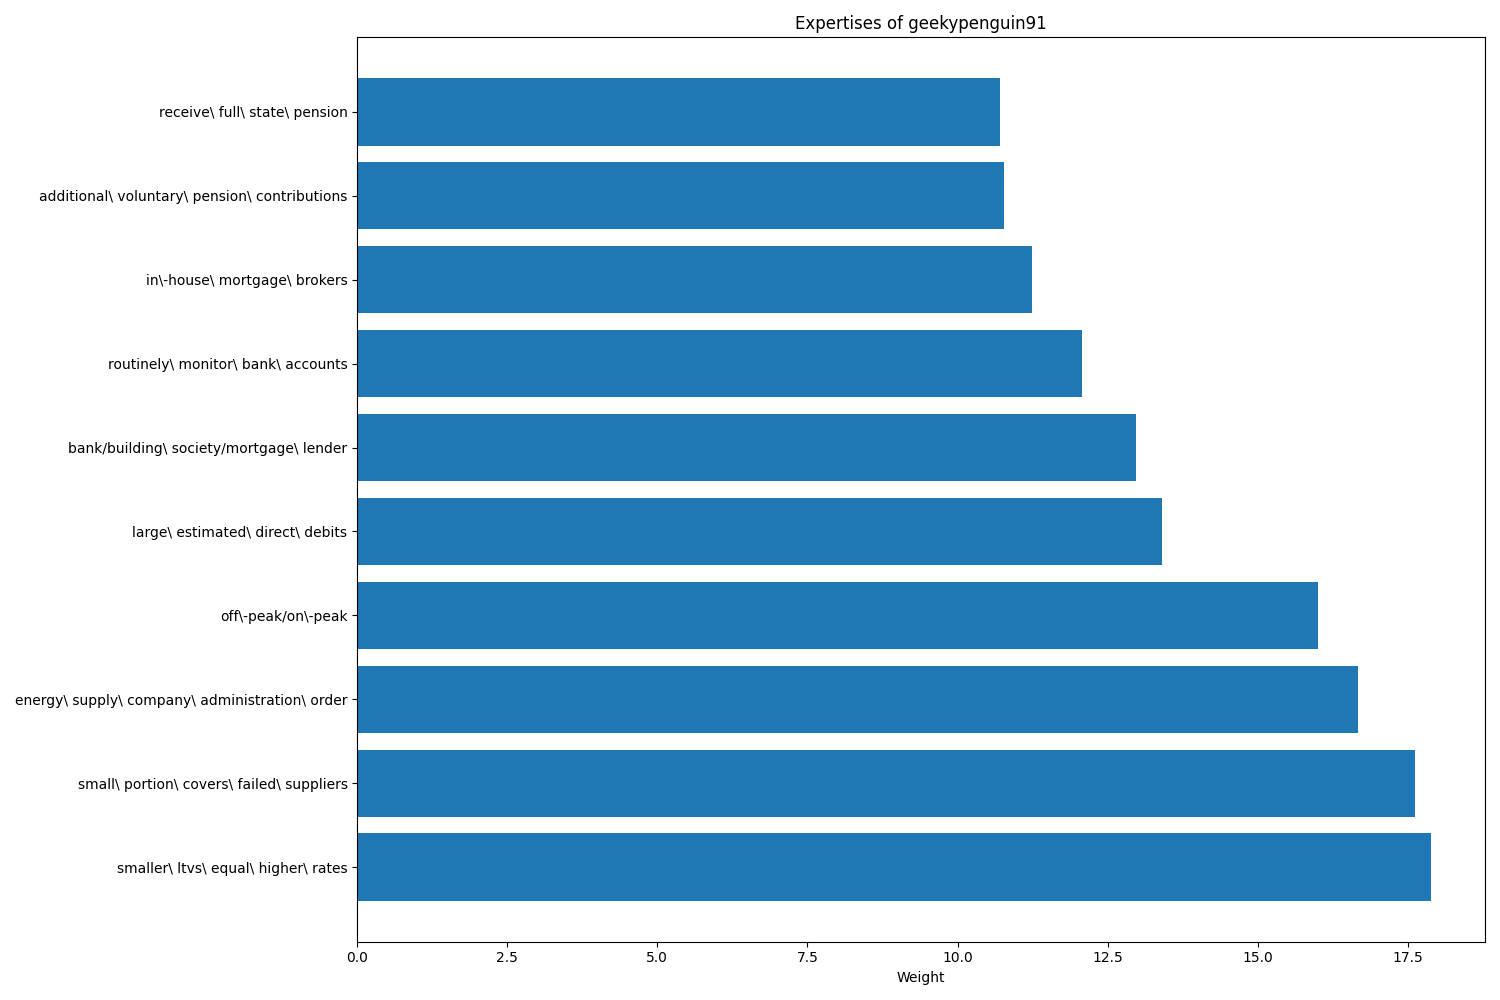 Expertises of geekypenguin91
receive\ full\ state\ pension
additional\ voluntary\ pension\ contributions
in\-house\ mortgage\ brokers
routinely\ monitor\ bank\ accounts
bank/building\ society/mortgage\ lender
large\ estimated\ direct\ debits
off\-peak/on\-peak
energy\ supply\ company\ administration\ order
small\ portion\ covers\ failed\ suppliers
smaller\ ltvs\ equal\ higher\ rates
0.0 2.5 5.0 7.5 10.0 12.5 15.0 17.5
Weight